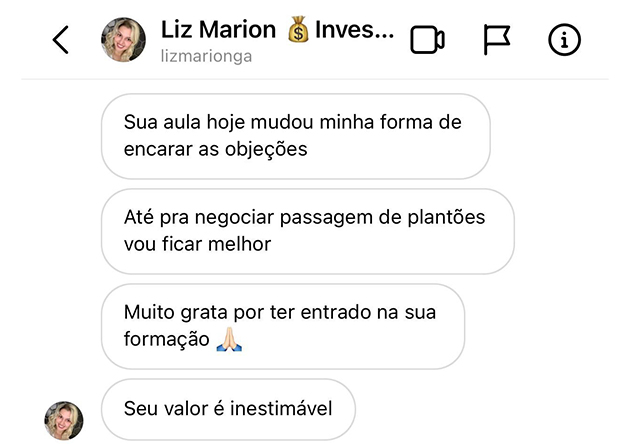 Liz Marion 💰Inves...
lizmarionga
Sua aula hoje mudou minha forma de
encarar as objeções
Até pra negociar passagem de plantões
vou ficar melhor
Muito grata por ter entrado na sua
formação 🙏🏻
Seu valor é inestimável